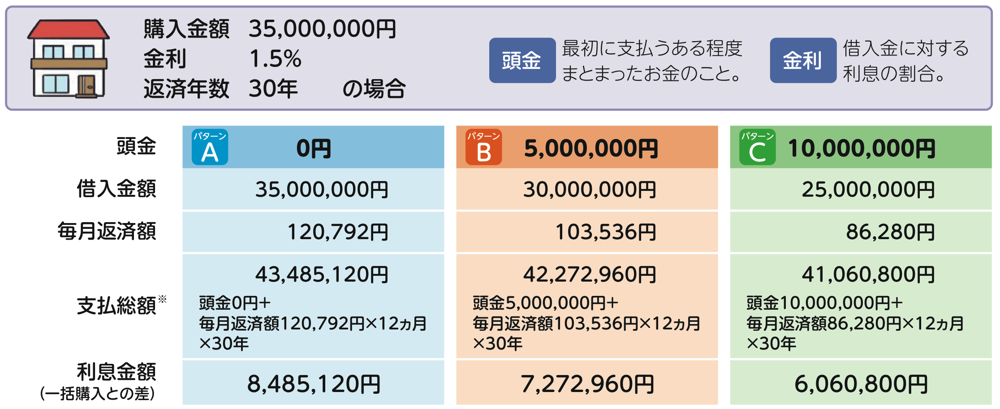 購入金額 35,000,000円
金利 1.5%
返済年数 30年 の場合
頭金 最初に支払うある程度
まとまったお金のこと。
金利 借入金に対する
利息の割合。
頭金 パターン A 0円 パターン B 5,000,000円 パターン C 10,000,000円
借入金額 35,000,000円 30,000,000円 25,000,000円
毎月返済額 120,792円 103,536円 86,280円
支払総額※
43,485,120円
頭金0円＋
毎月返済額120,792円×12ヵ月
×30年
42,272,960円
頭金5,000,000円＋
毎月返済額103,536円×12ヵ月
×30年
41,060,800円
頭金10,000,000円＋
毎月返済額86,280円×12ヵ月
×30年
利息金額
（一括購入との差）
8,485,120円 7,272,960円 6,060,800円